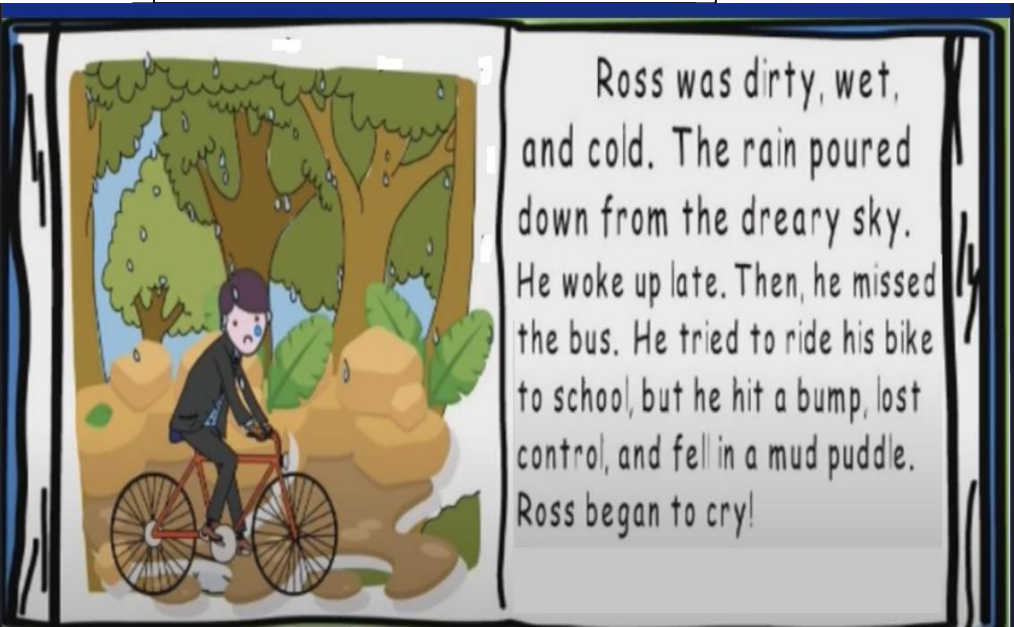 Ross was dirty, wet,
and cold. The rain poured
down from the dreary sky.
He woke up late. Then, he missed
the bus. He tried to ride his bike
to school, but he hit a bump, lost
control, and fell in a mud puddle.
Ross began to cry!